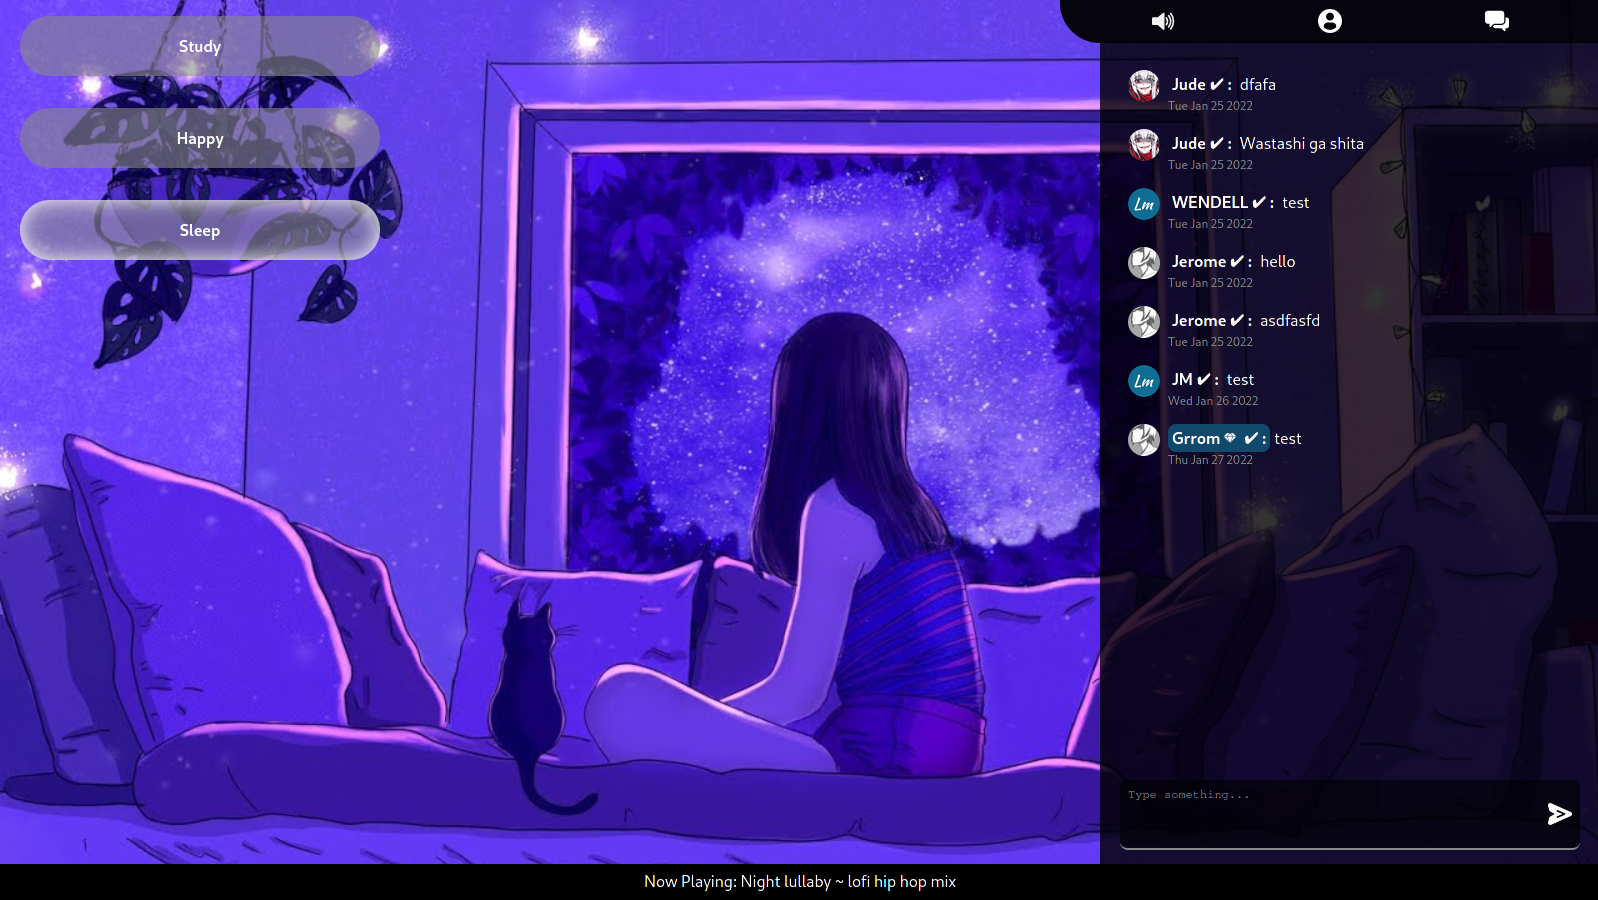 Study
Happy
Sleep
Jude ✔ : dfafa
Tue Jan 25 2022
Jude ✔ : Wastashi ga shita
Tue Jan 25 2022
Lm
WENDELL ✔ : test
Tue Jan 25 2022
Jerome ✔ : hello
Tue Jan 25 2022
Jerome ✔ : asdfasfd
Tue Jan 25 2022
Lm
JM ✔ : test
Wed Jan 26 2022
Grrom 💎 ✔ : test
Thu Jan 27 2022
Type something...
Now Playing: Night lullaby ~ lofi hip hop mix